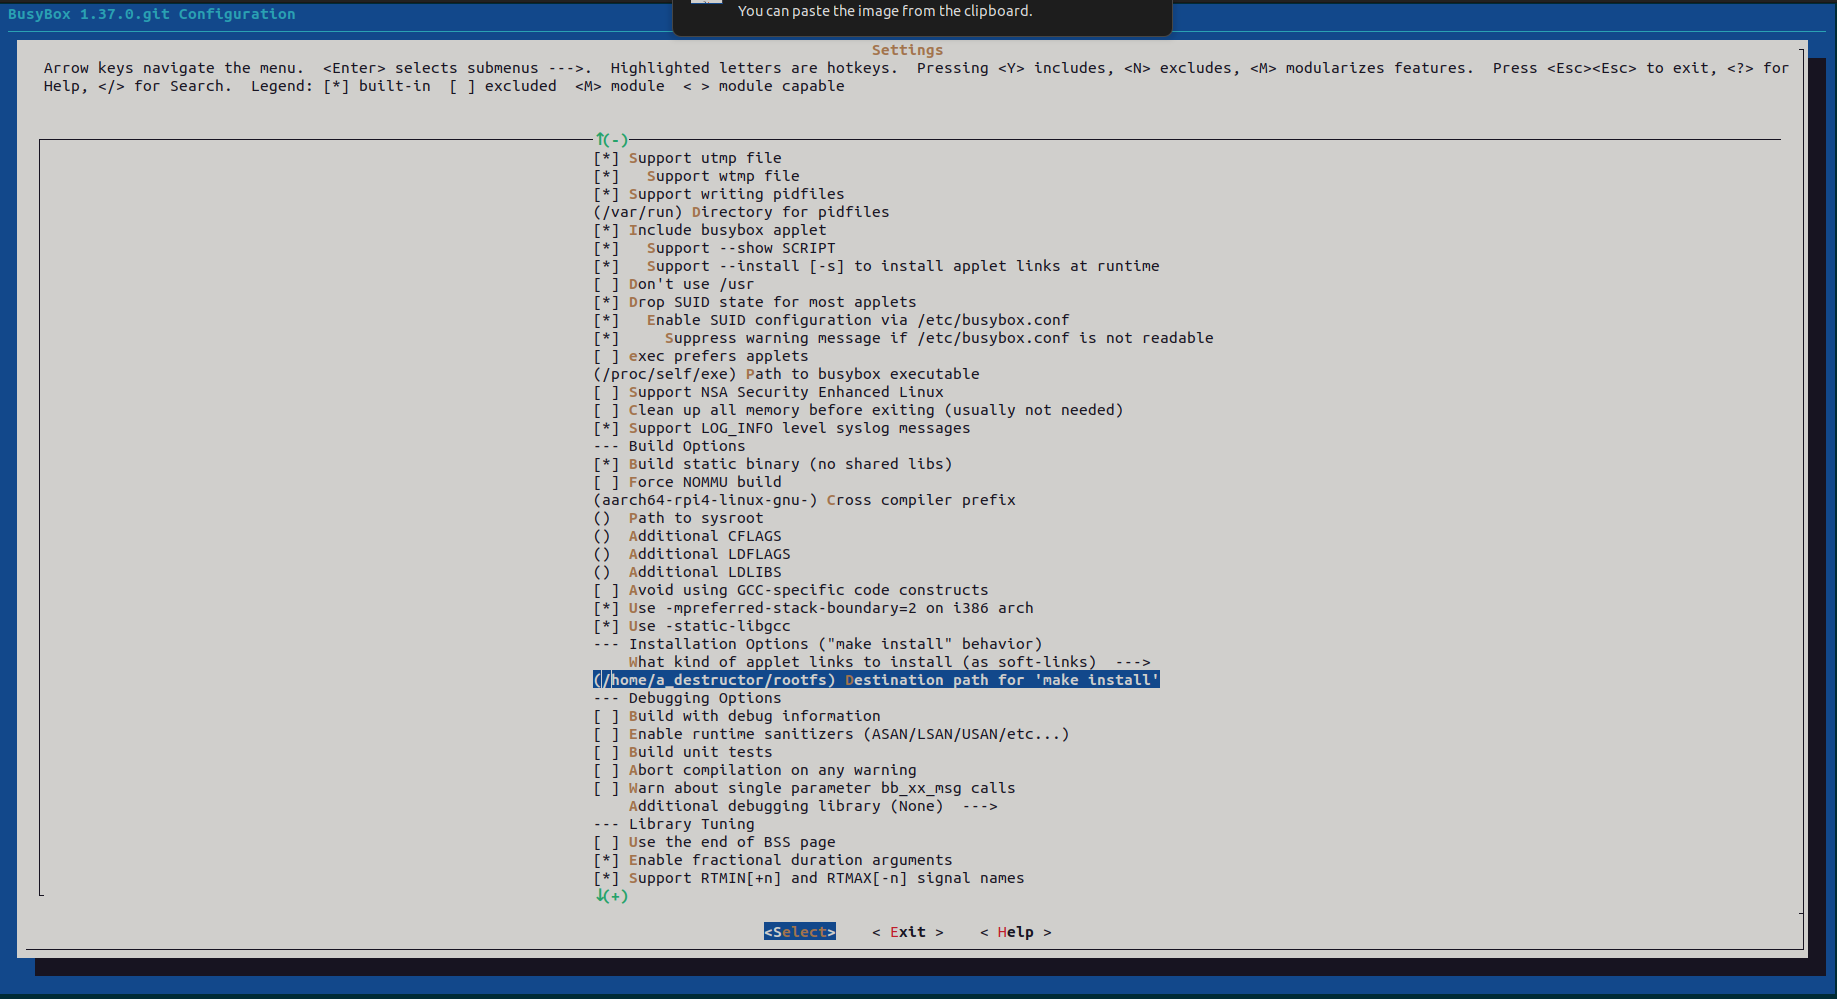 You can paste the image from the clipboard.
BusyBox 1.37.0.git Configuration
Settings
Arrow keys navigate the menu.  <Enter> selects submenus --->.  Highlighted letters are hotkeys.  Pressing <Y> includes, <N> excludes, <M> modularizes features.  Press <Esc><Esc> to exit, <?> for
Help, </> for Search.  Legend: [*] built-in  [ ] excluded  <M> module  < > module capable
↑(-)
[*] Support utmp file
[*]   Support wtmp file
[*] Support writing pidfiles
(/var/run) Directory for pidfiles
[*] Include busybox applet
[*]   Support --show SCRIPT
[*]   Support --install [-s] to install applet links at runtime
[ ] Don't use /usr
[*] Drop SUID state for most applets
[*]   Enable SUID configuration via /etc/busybox.conf
[*]     Suppress warning message if /etc/busybox.conf is not readable
[ ] exec prefers applets
(/proc/self/exe) Path to busybox executable
[ ] Support NSA Security Enhanced Linux
[ ] Clean up all memory before exiting (usually not needed)
[*] Support LOG_INFO level syslog messages
--- Build Options
[*] Build static binary (no shared libs)
[ ] Force NOMMU build
(aarch64-rpi4-linux-gnu-) Cross compiler prefix
()  Path to sysroot
()  Additional CFLAGS
()  Additional LDFLAGS
()  Additional LDLIBS
[ ] Avoid using GCC-specific code constructs
[*] Use -mpreferred-stack-boundary=2 on i386 arch
[*] Use -static-libgcc
--- Installation Options ("make install" behavior)
    What kind of applet links to install (as soft-links)  --->
(/home/a_destructor/rootfs) Destination path for 'make install'
--- Debugging Options
[ ] Build with debug information
[ ] Enable runtime sanitizers (ASAN/LSAN/USAN/etc...)
[ ] Build unit tests
[ ] Abort compilation on any warning
[ ] Warn about single parameter bb_xx_msg calls
    Additional debugging library (None)  --->
--- Library Tuning
[ ] Use the end of BSS page
[*] Enable fractional duration arguments
[*] Support RTMIN[+n] and RTMAX[-n] signal names
↓(+)
<Select>    < Exit >    < Help >